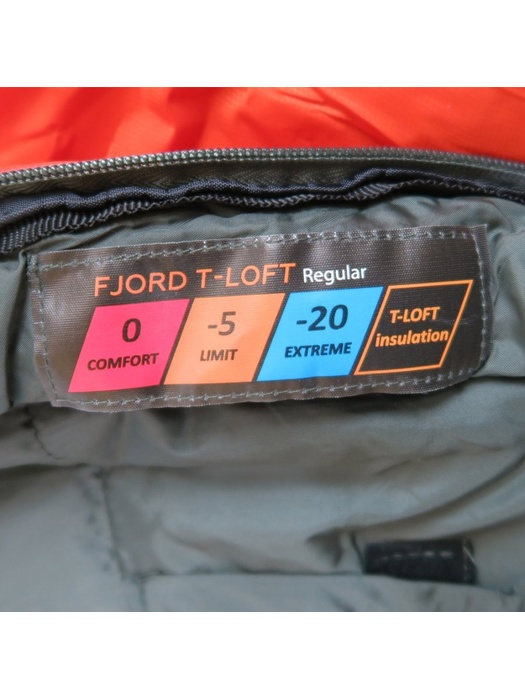 FJORD T-LOFT Regular
0
COMFORT
-5
LIMIT
-20
EXTREME
T-LOFT
insulation